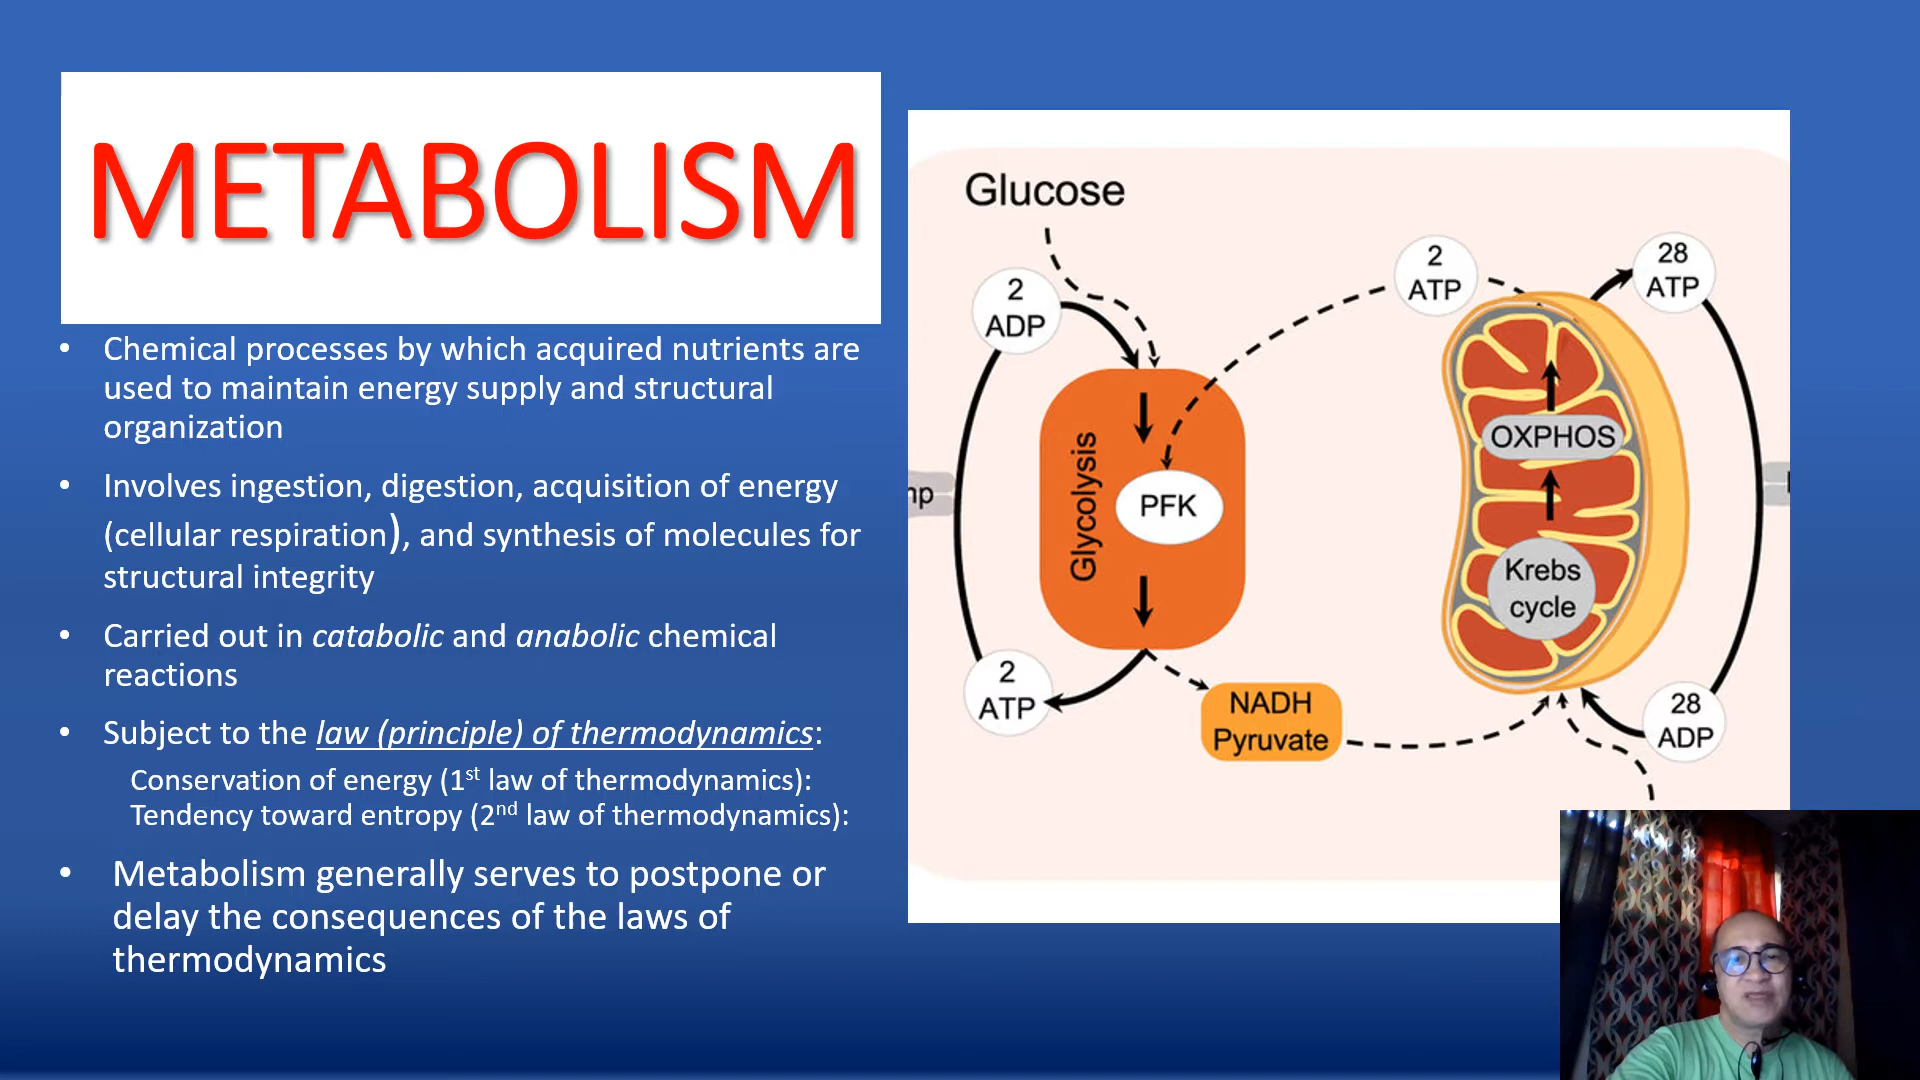 METABOLISM
• Chemical processes by which acquired nutrients are
used to maintain energy supply and structural
organization
• Involves ingestion, digestion, acquisition of energy
(cellular respiration), and synthesis of molecules for
structural integrity
• Carried out in catabolic and anabolic chemical
reactions
• Subject to the law (principle) of thermodynamics:
Conservation of energy (1st law of thermodynamics):
Tendency toward entropy (2nd law of thermodynamics):
• Metabolism generally serves to postpone or
delay the consequences of the laws of
thermodynamics
Glucose
2
ADP
2
ATP
28
ATP
Glycolysis
PFK
OXPHOS
Krebs
cycle
2
ATP
NADH
Pyruvate
28
ADP